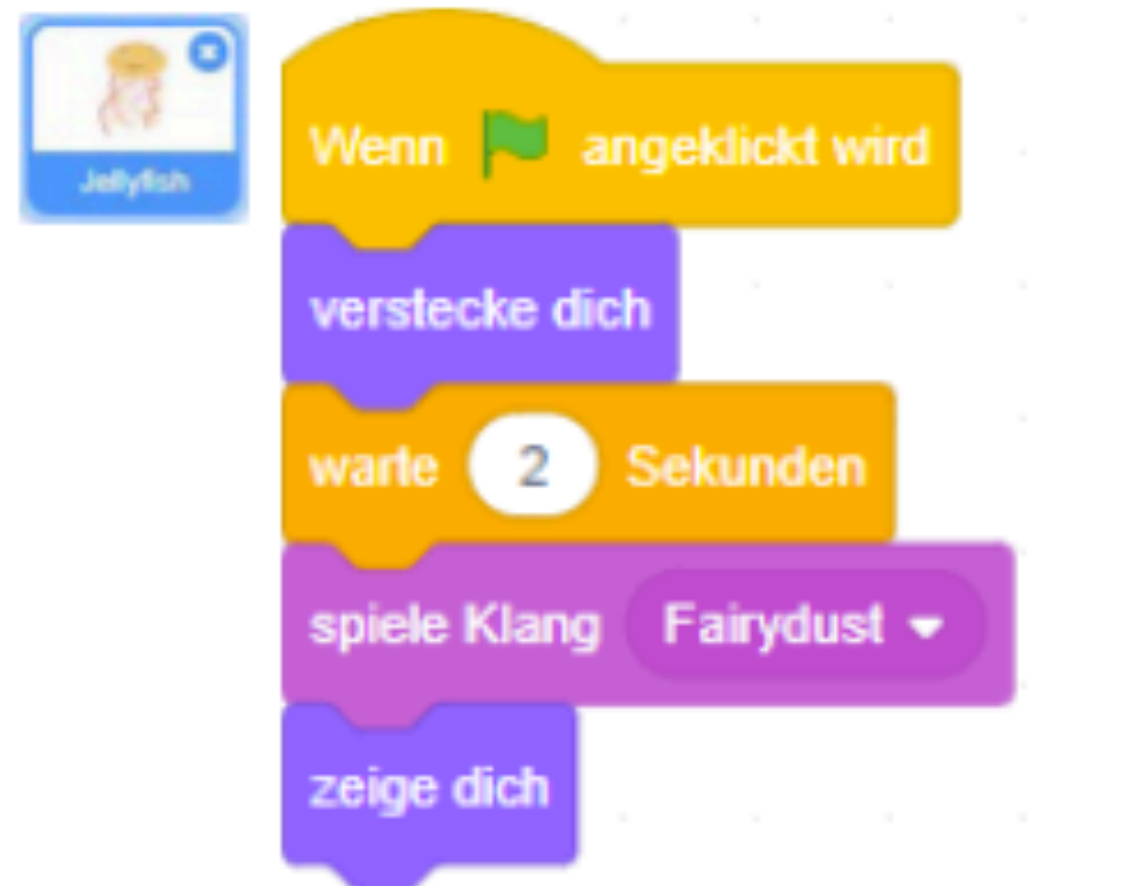 Jellyfish
Wenn angeklickt wird
verstecke dich
warte 2 Sekunden
spiele Klang Fairydust
zeige dich